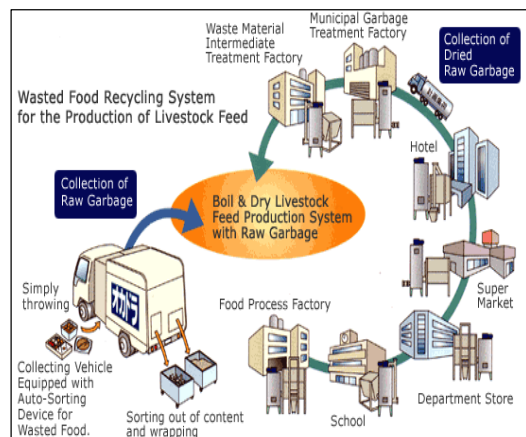 Waste Material
Intermediate
Treatment Factory
Municipal Garbage
Treatment Factory
Collection of
Dried
Raw Garbage
Wasted Food Recycling System
for the Production of Livestock Feed
Hotel
Collection of
Raw Garbage
Boil & Dry Livestock
Feed Production System
with Raw Garbage
Super
Market
Simply
throwing
オカドラ
Food Process Factory
Collecting Vehicle
Equipped with
Auto-Sorting
Device for
Wasted Food.
Sorting out of content
and wrapping
School
Department Store